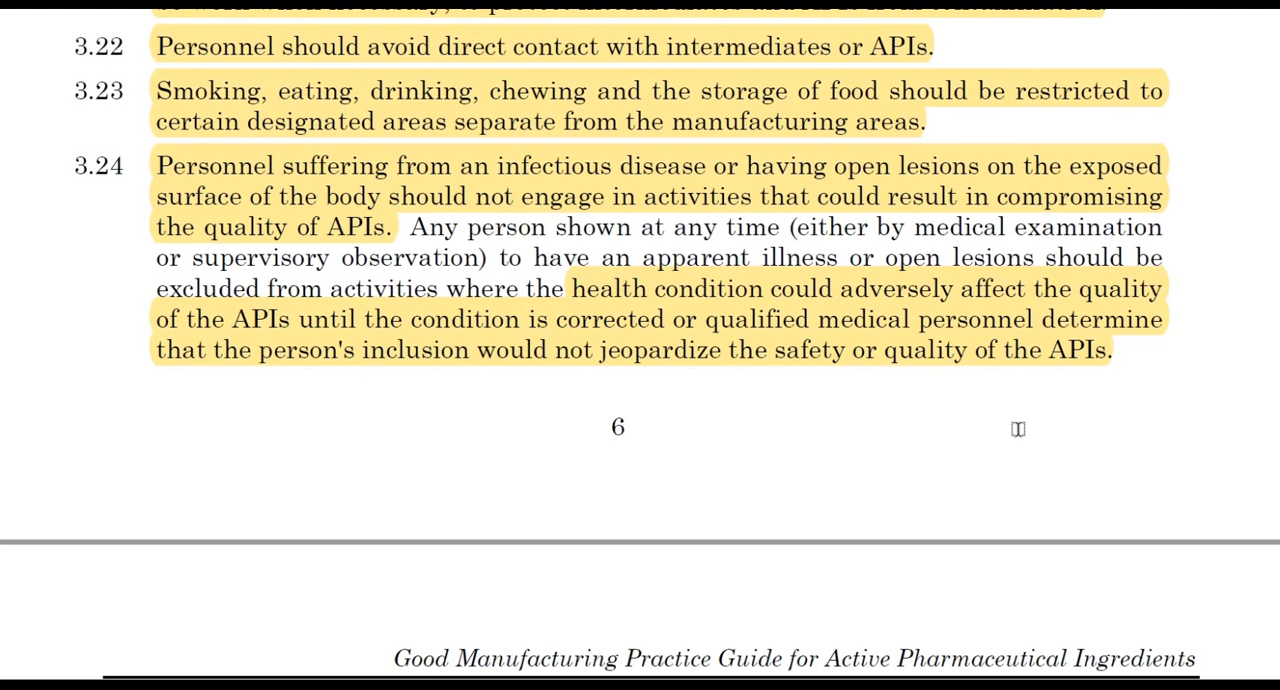 3.22 Personnel should avoid direct contact with intermediates or APIs.
3.23 Smoking, eating, drinking, chewing and the storage of food should be restricted to
certain designated areas separate from the manufacturing areas.
3.24 Personnel suffering from an infectious disease or having open lesions on the exposed
surface of the body should not engage in activities that could result in compromising
the quality of APIs. Any person shown at any time (either by medical examination
or supervisory observation) to have an apparent illness or open lesions should be
excluded from activities where the health condition could adversely affect the quality
of the APIs until the condition is corrected or qualified medical personnel determine
that the person's inclusion would not jeopardize the safety or quality of the APIs.
6
Good Manufacturing Practice Guide for Active Pharmaceutical Ingredients